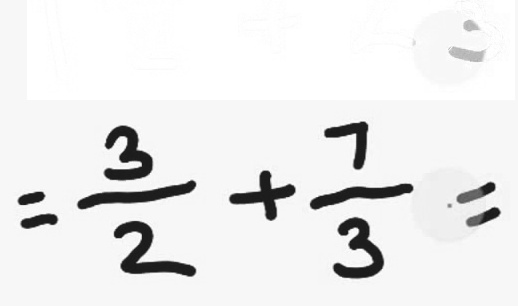 = 3/2 + 7/3 =